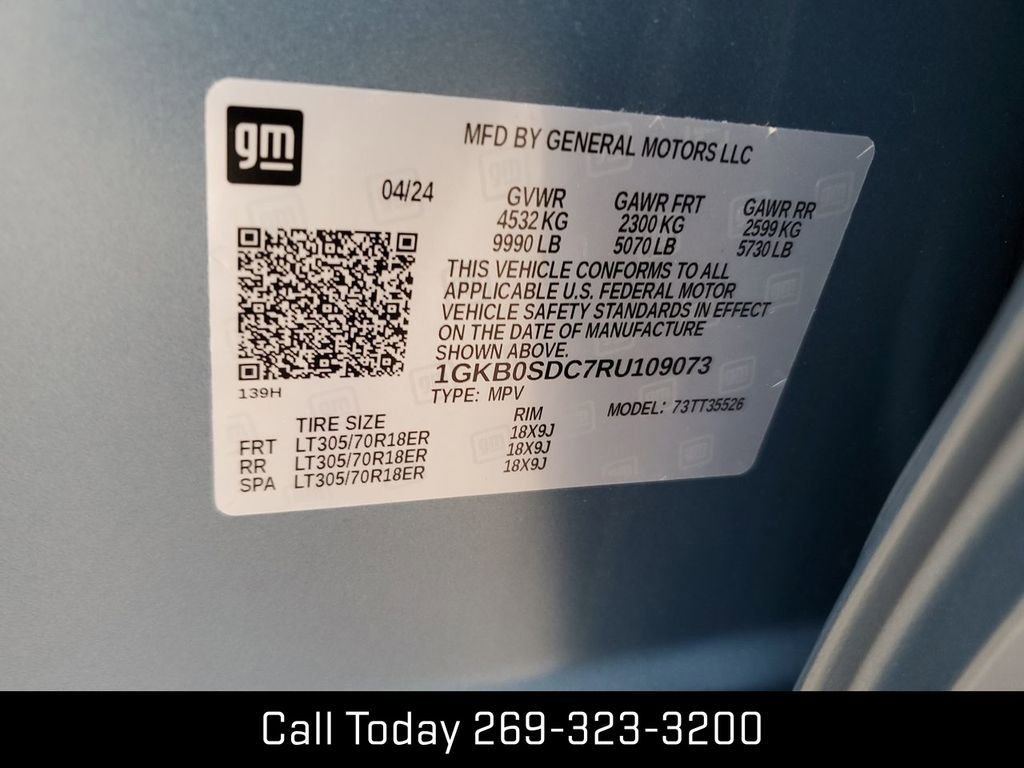 gm
MFD BY GENERAL MOTORS LLC
04/24
GVWR GAWR FRT GAWR RR
4532 KG 2300 KG 2599 KG
9990 LB 5070 LB 5730 LB
THIS VEHICLE CONFORMS TO ALL
APPLICABLE U.S. FEDERAL MOTOR
VEHICLE SAFETY STANDARDS IN EFFECT
ON THE DATE OF MANUFACTURE
SHOWN ABOVE.
1GKB0SDC7RU109073
139H
TYPE: MPV MODEL: 73TT35526
TIRE SIZE RIM
FRT LT305/70R18ER 18X9J
RR LT305/70R18ER 18X9J
SPA LT305/70R18ER 18X9J
Call Today 269-323-3200